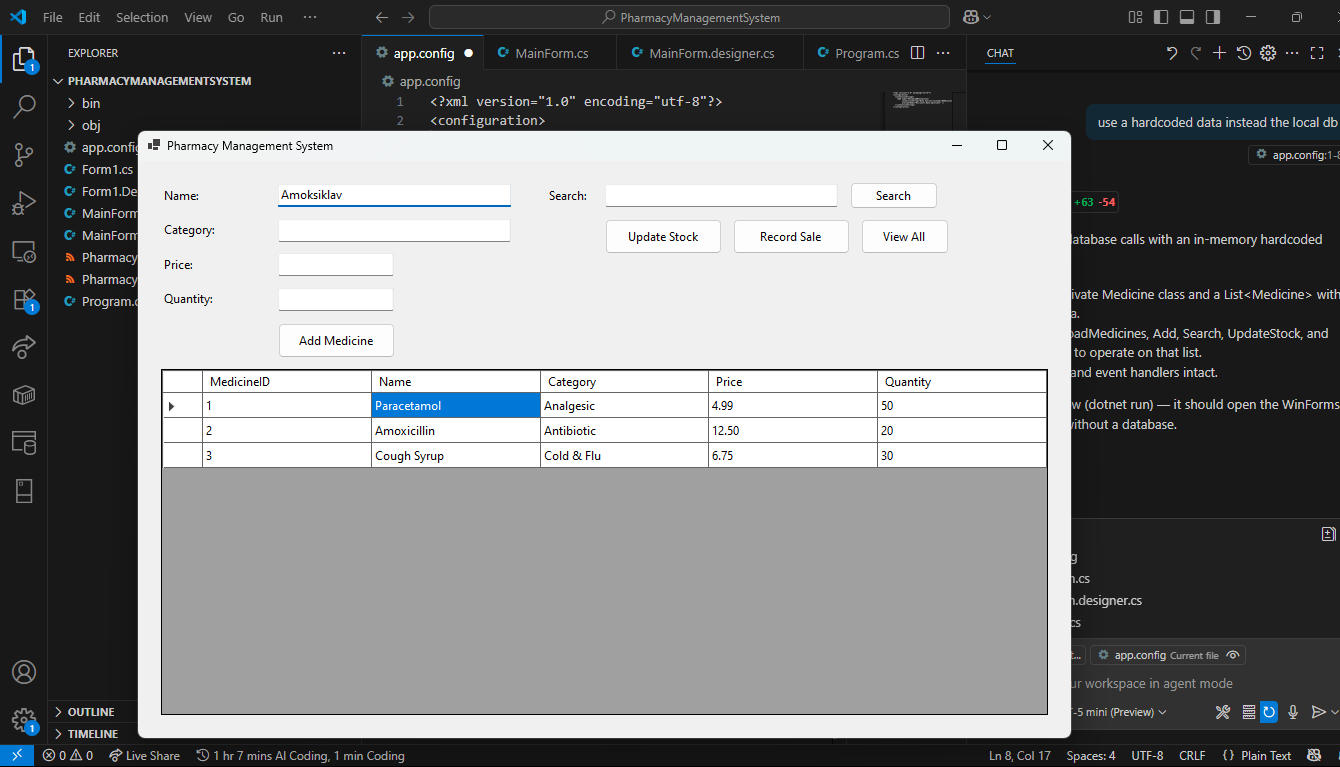 File Edit Selection View Go Run ···
PharmacyManagementSystem
EXPLORER
PHARMACYMANAGEMENTSYSTEM
bin
obj
app.config
Form1.cs
Form1.De
MainForm
MainForm
Pharmacy
Pharmacy
Program.c
OUTLINE
TIMELINE
1
1
1
app.config
MainForm.cs
MainForm.designer.cs
Program.cs
app.config
1 <?xml version="1.0" encoding="utf-8"?>
2 <configuration>
CHAT
use a hardcoded data instead the local db
app.config:1-8
+63 -54
atabase calls with an in-memory hardcoded
ivate Medicine class and a List<Medicine> with
a.
oadMedicines, Add, Search, UpdateStock, and
to operate on that list.
and event handlers intact.
w (dotnet run) — it should open the WinForms
without a database.
g
n.cs
n.designer.cs
cs
app.config Current file
ur workspace in agent mode
-5 mini (Preview)
Pharmacy Management System
Name: Amoksiklav
Search: Search
Category:
Update Stock Record Sale View All
Price:
Quantity:
Add Medicine
MedicineID Name Category Price Quantity
1 Paracetamol Analgesic 4.99 50
2 Amoxicillin Antibiotic 12.50 20
3 Cough Syrup Cold & Flu 6.75 30
0 0 Live Share 1 hr 7 mins AI Coding, 1 min Coding
Ln 8, Col 17 Spaces: 4 UTF-8 CRLF {} Plain Text